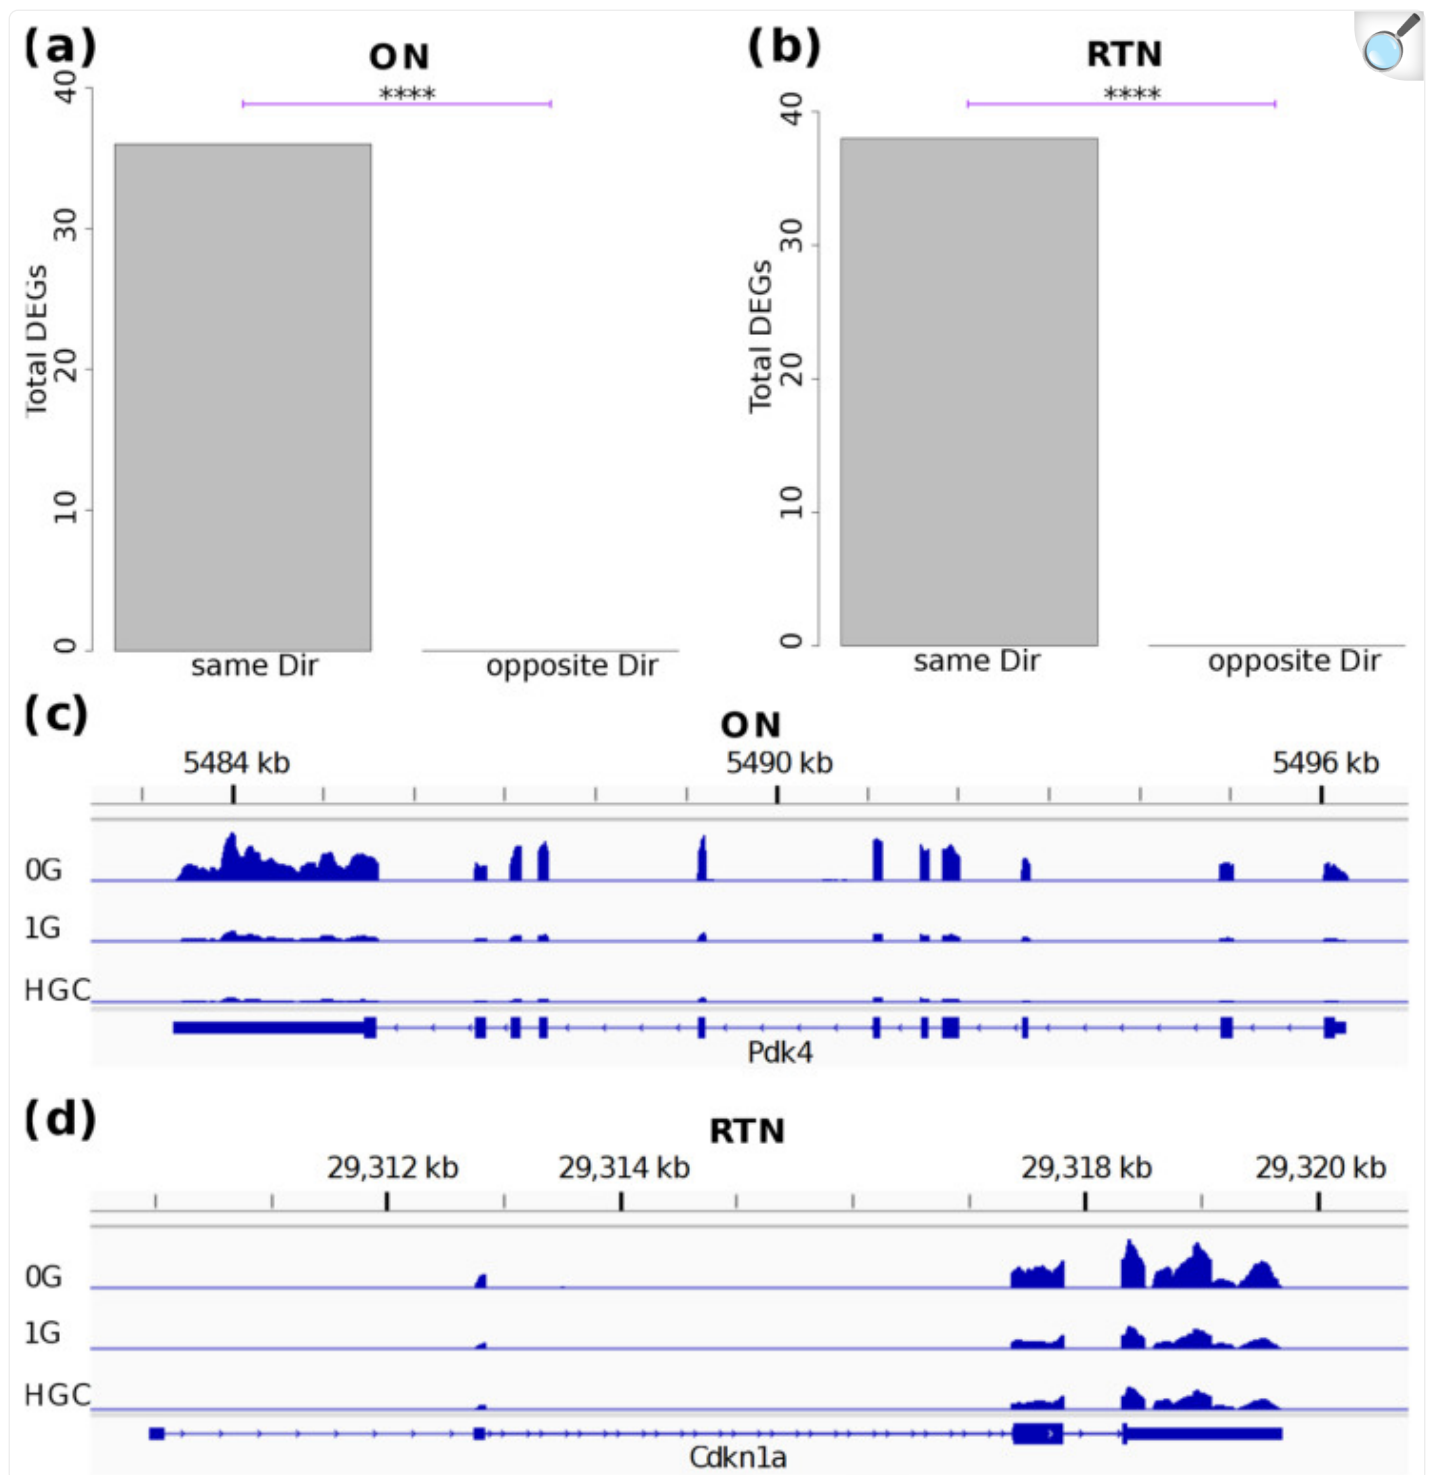 (a)
ON
****
40
30
20
10
0
Total DEGs
same Dir
opposite Dir
(b)
RTN
****
40
30
20
10
0
Total DEGs
same Dir
opposite Dir
(c)
ON
5484 kb 5490 kb 5496 kb
0G
1G
HGC
Pdk4
(d)
RTN
29,312 kb 29,314 kb 29,318 kb 29,320 kb
0G
1G
HGC
Cdkn1a